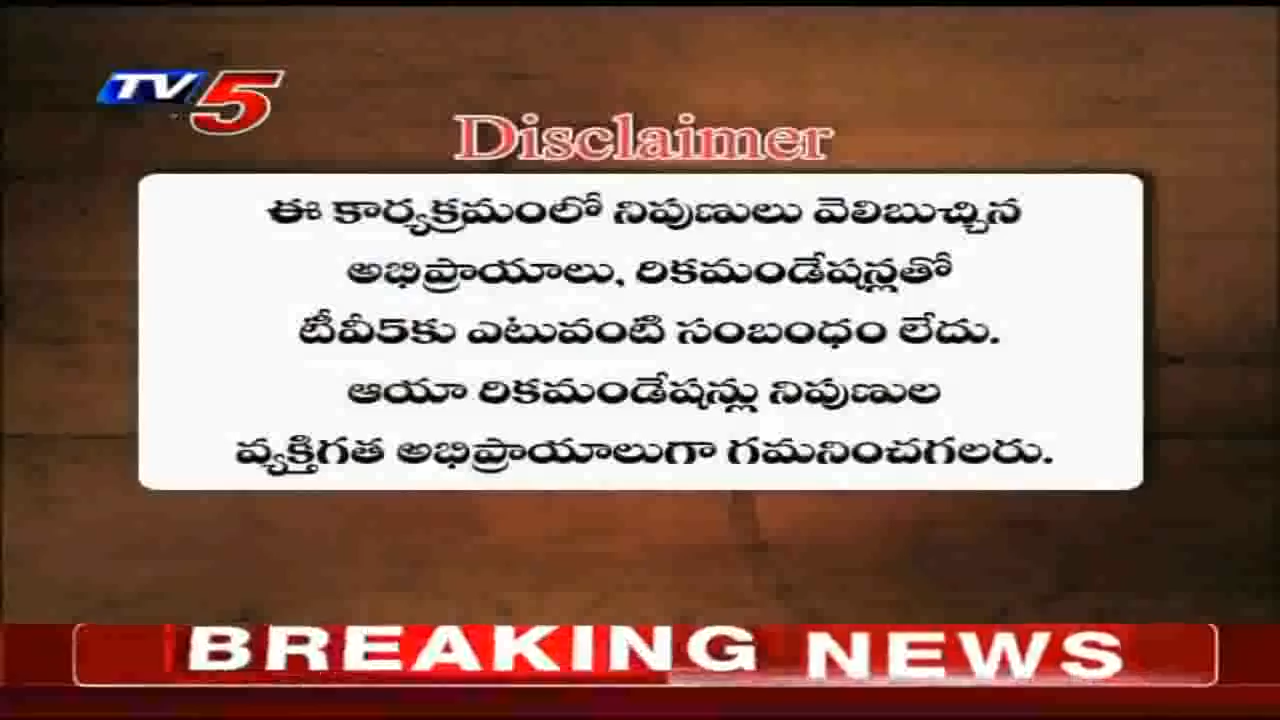 TV5
Disclaimer
ఈ కార్యక్రమంలో నిపుణులు వెలిబుచ్చిన
అభిప్రాయాలు, రికమండేషన్లతో
టీవీ5కు ఎటువంటి సంబంధం లేదు.
ఆయా రికమండేషన్లు నిపుణుల
వ్యక్తిగత అభిప్రాయాలుగా గమనించగలరు.
BREAKING NEWS